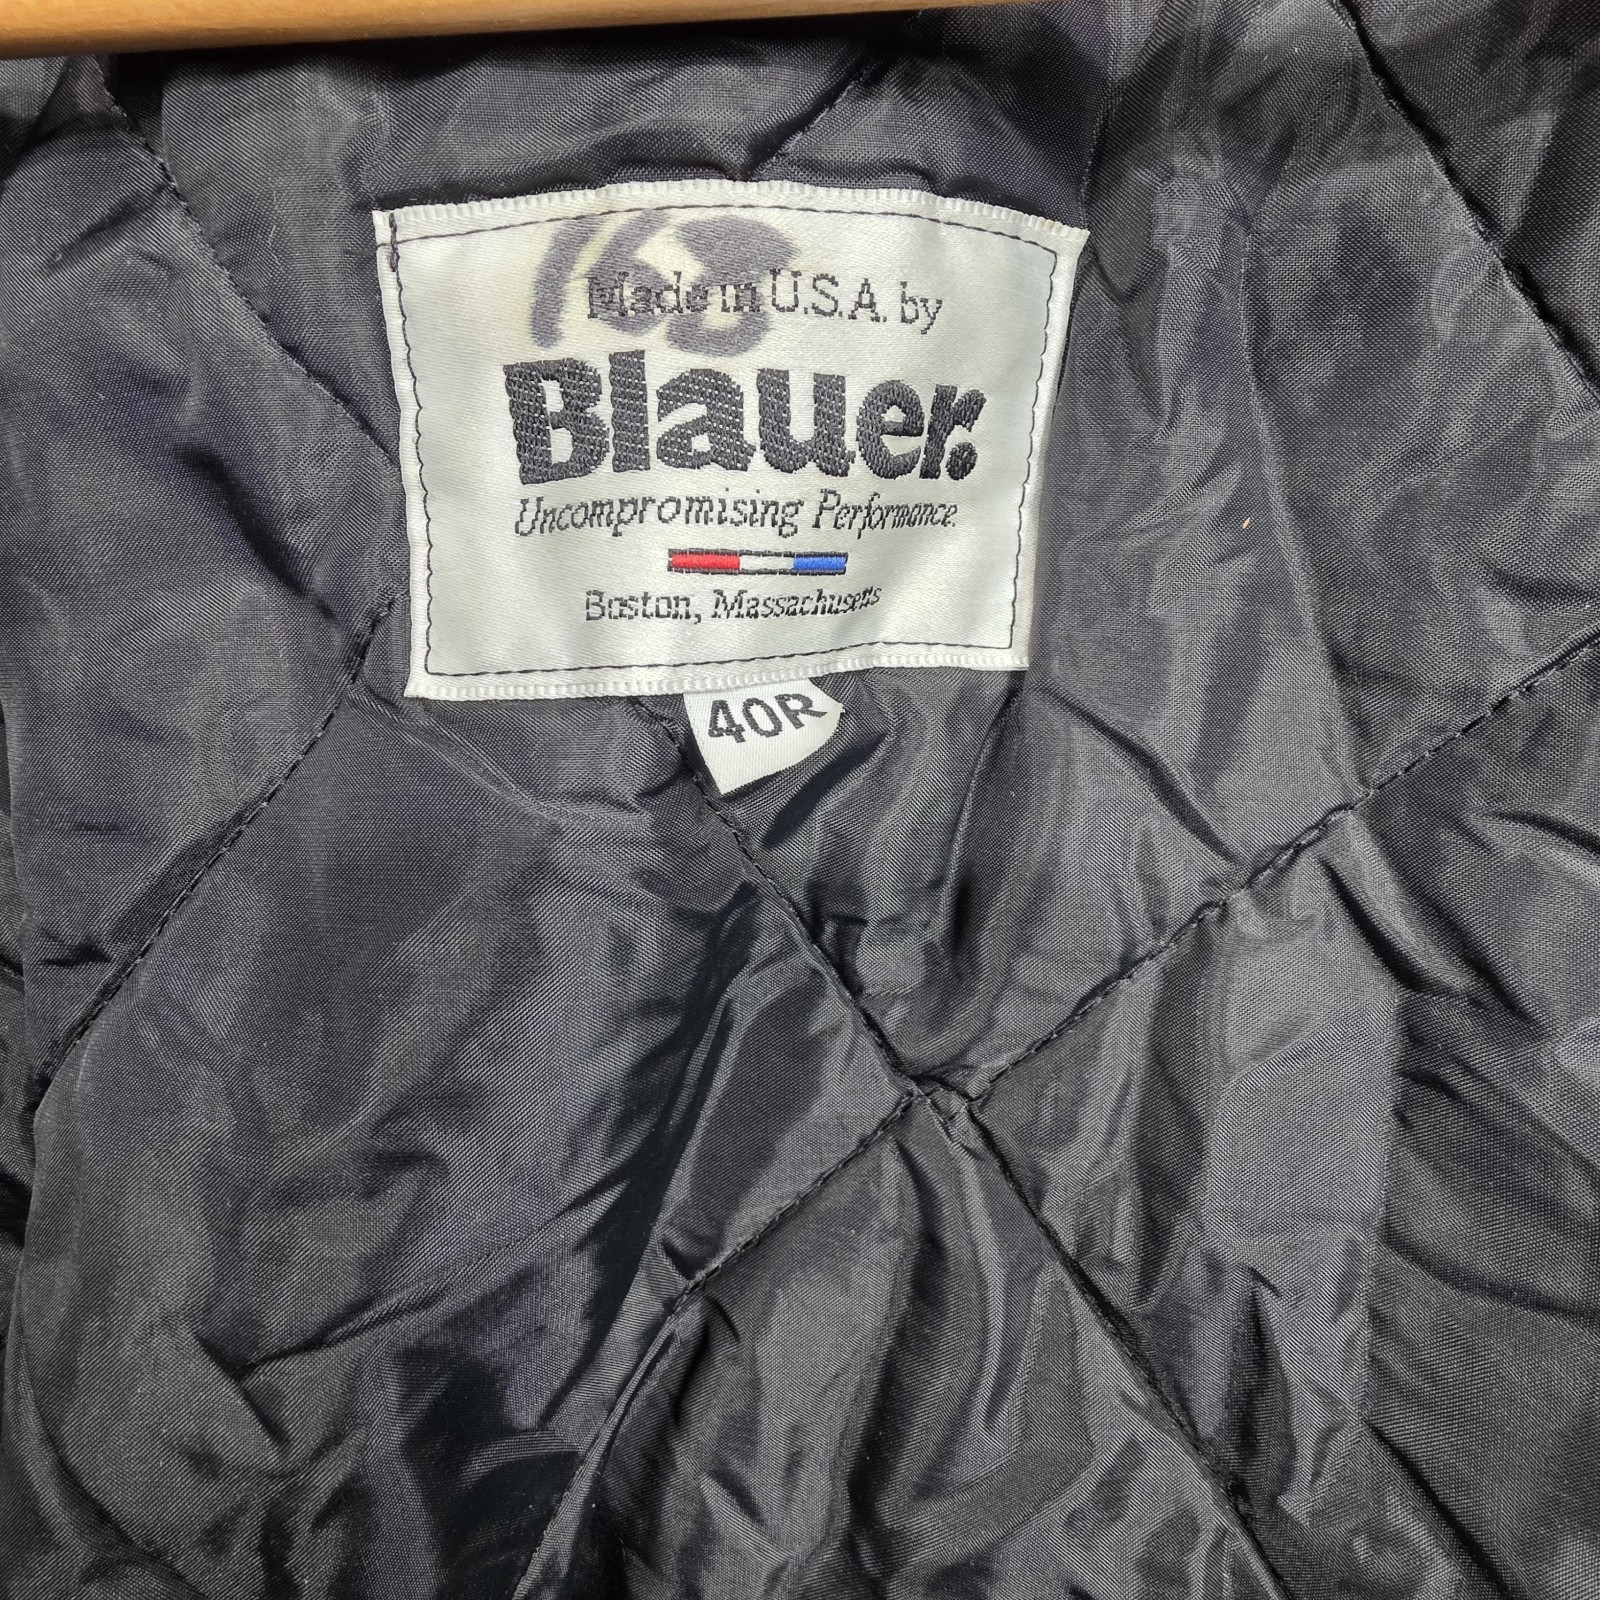 Made in U.S.A. by
Blauer.
Uncompromising Performance.
Boston, Massachusetts
40R